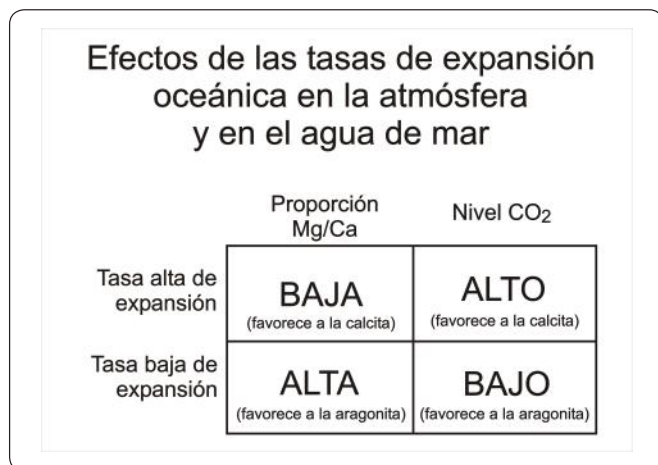 Efectos de las tasas de expansión
oceánica en la atmósfera
y en el agua de mar
Proporción
Mg/Ca
Nivel CO2
Tasa alta de
expansión
BAJA
(favorece a la calcita)
ALTO
(favorece a la calcita)
Tasa baja de
expansión
ALTA
(favorece a la aragonita)
BAJO
(favorece a la aragonita)